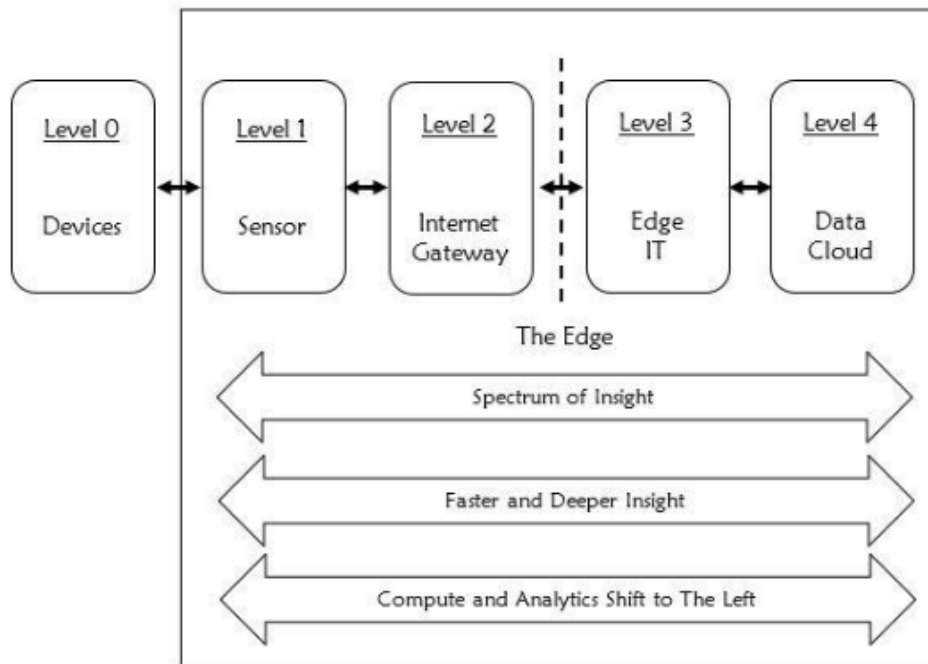 Level 0
Devices
Level 1
Sensor
Level 2
Internet
Gateway
Level 3
Edge
IT
Level 4
Data
Cloud
The Edge
Spectrum of Insight
Faster and Deeper Insight
Compute and Analytics Shift to The Left